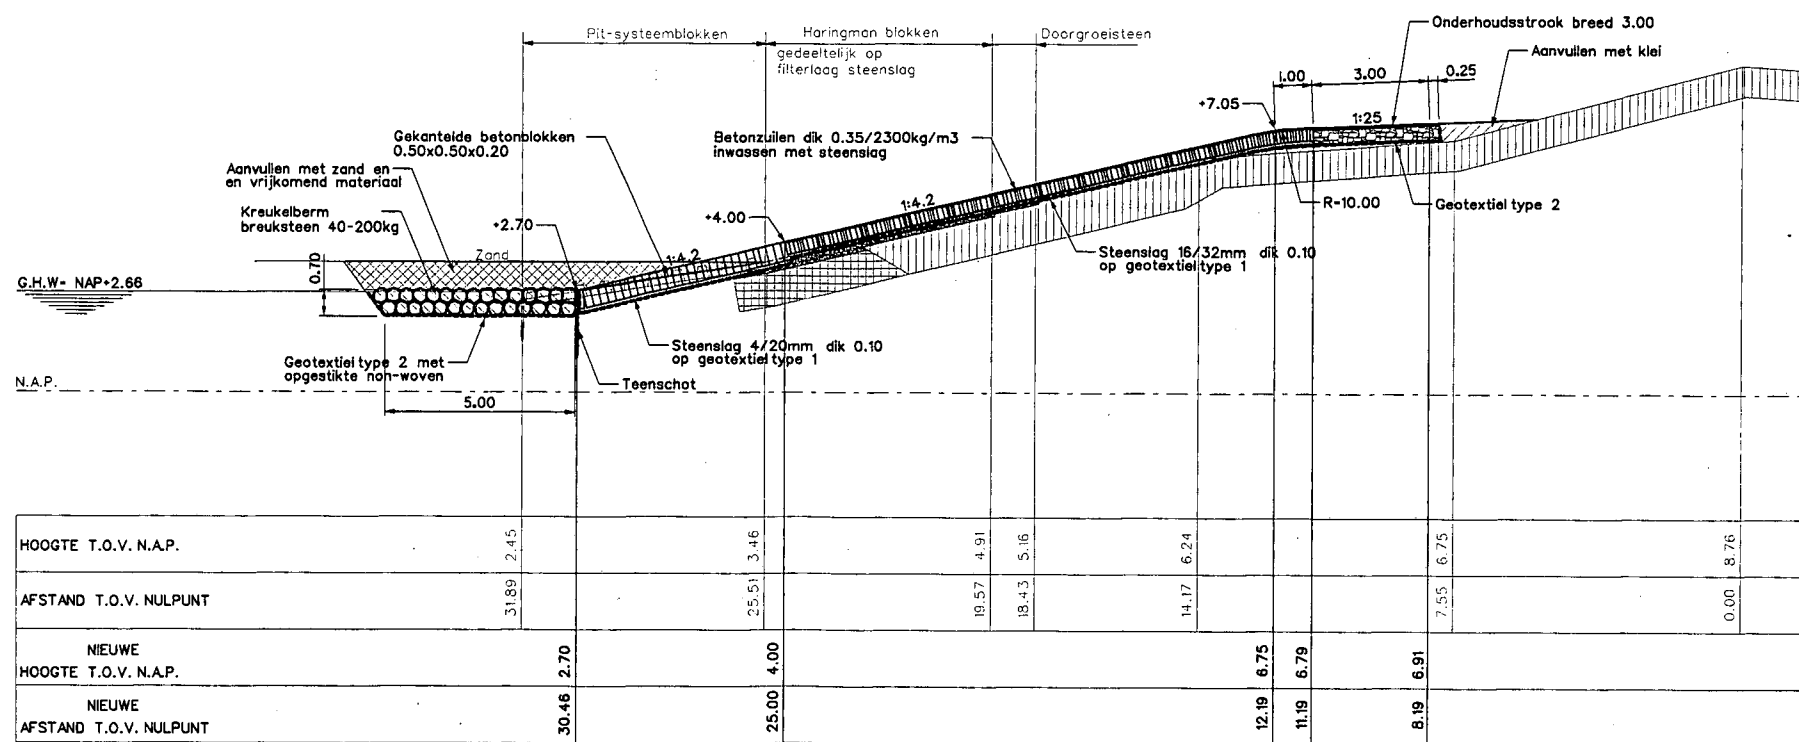 Pit-systeemblokken
Haringman blokken
gedeeltelijk op
filterlaag steenslag
Doorgroeisteen
Onderhoudsstrook breed 3.00
Aanvullen met klei
1.00
3.00
0.25
+7.05
1:25
Gekantelde betonblokken
0.50x0.50x0.20
Betonzuilen dik 0.35/2300kg/m3
inwassen met steenslag
Aanvullen met zand en
en vrijkomend materiaal
Kreukelberm
breuksteen 40-200kg
+2.70
+4.00
1:4.2
R=10.00
Geotextiel type 2
Zand
1:4.2
Steenslag 16/32mm dik 0.10
op geotextiel type 1
0.70
G.H.W= NAP+2.66
Steenslag 4/20mm dik 0.10
op geotextiel type 1
Geotextiel type 2 met
opgestikte non-woven
Teenschot
N.A.P.
5.00
HOOGTE T.O.V. N.A.P.
2.45
3.46
4.91
5.16
6.24
6.75
8.76
AFSTAND T.O.V. NULPUNT
31.89
25.51
19.57
18.43
14.17
7.55
0.00
NIEUWE
HOOGTE T.O.V. N.A.P.
2.70
4.00
6.75
6.79
6.91
NIEUWE
AFSTAND T.O.V. NULPUNT
30.46
25.00
12.19
11.19
8.19